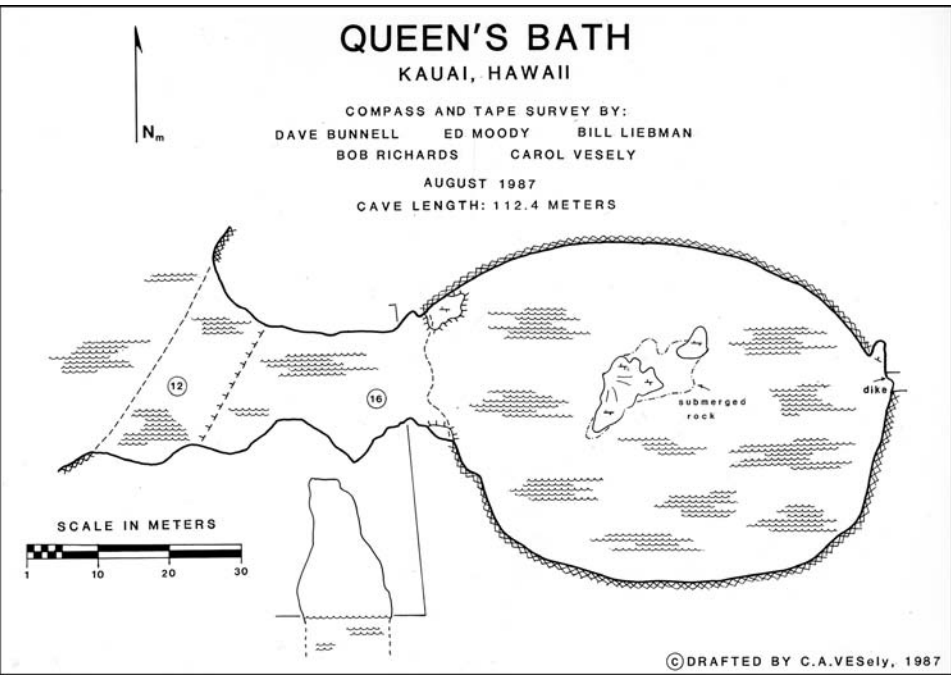 QUEEN'S BATH
KAUAI, HAWAII
COMPASS AND TAPE SURVEY BY:
DAVE BUNNELL ED MOODY BILL LIEBMAN
BOB RICHARDS CAROL VESELY
AUGUST 1987
CAVE LENGTH: 112.4 METERS
Nm
12
16
submerged
rock
dike
SCALE IN METERS
1 10 20 30
©DRAFTED BY C.A.VESely, 1987